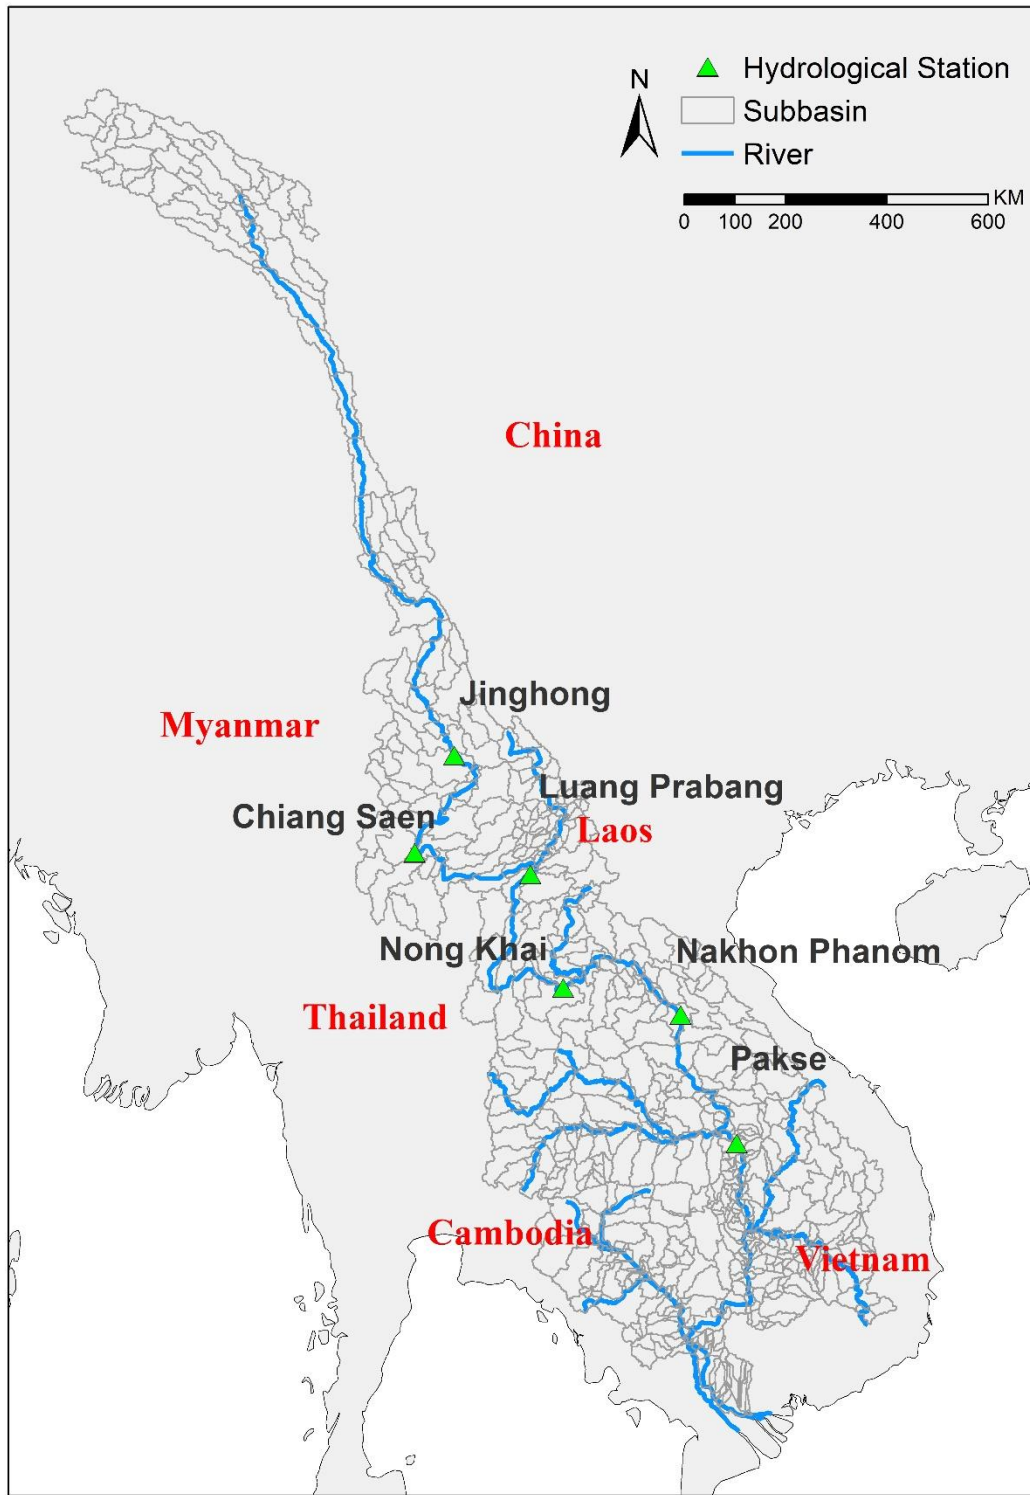 N
Hydrological Station
Subbasin
River
KM
0 100 200 400 600
China
Jinghong
Myanmar
Luang Prabang
Chiang Saen
Laos
Nong Khai
Nakhon Phanom
Thailand
Pakse
Cambodia
Vietnam